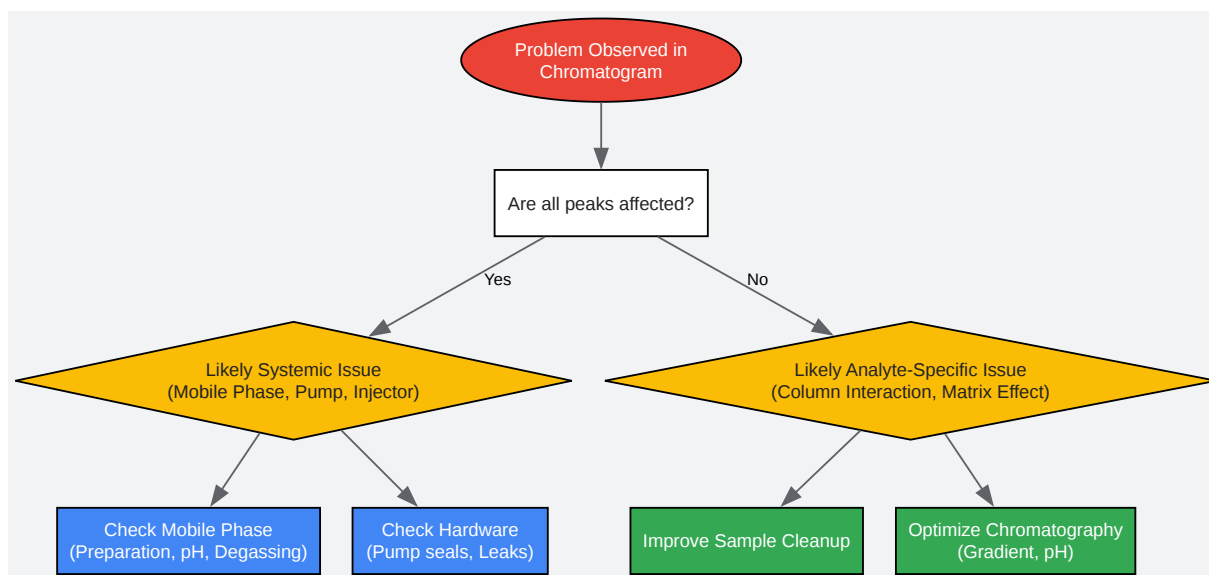 Problem Observed in
Chromatogram
Are all peaks affected?
Yes
No
Likely Systemic Issue
(Mobile Phase, Pump, Injector)
Likely Analyte-Specific Issue
(Column Interaction, Matrix Effect)
Check Mobile Phase
(Preparation, pH, Degassing)
Check Hardware
(Pump seals, Leaks)
Improve Sample Cleanup
Optimize Chromatography
(Gradient, pH)